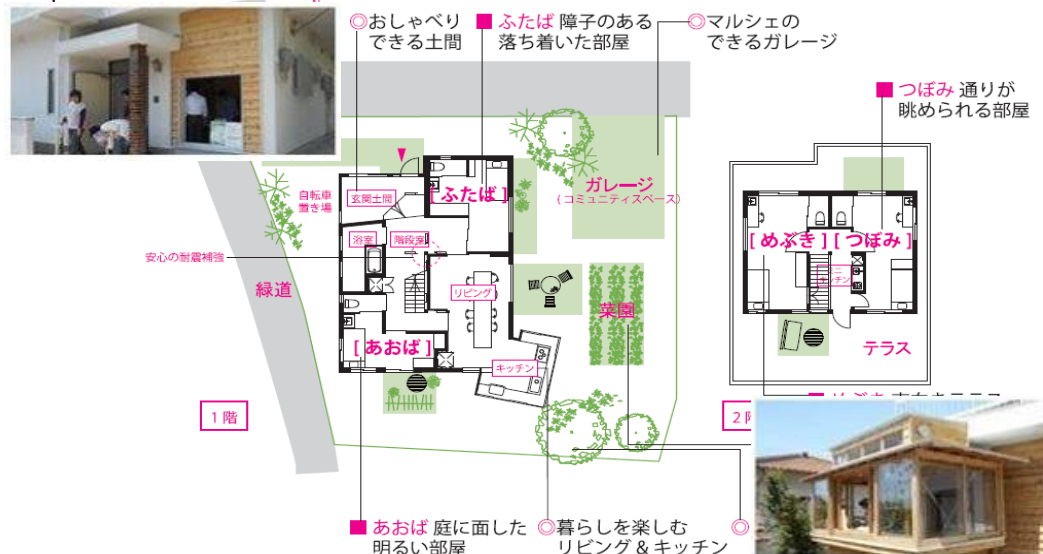 ◎おしゃべり
できる土間
■ ふたば 障子のある
落ち着いた部屋
◎マルシェの
できるガレージ
■ つぼみ 通りが
眺められる部屋
自転車
置き場
玄関土間
[ ふたば ]
ガレージ
(コミュニティスペース)
浴室
階段室
安心の耐震補強
緑道
リビング
菜園
[ あおば ]
キッチン
[ めぶき ] [ つぼみ ]
ミニ
キッチン
テラス
1階
■ あおば 庭に面した
明るい部屋
◎暮らしを楽しむ
リビング & キッチン
◎